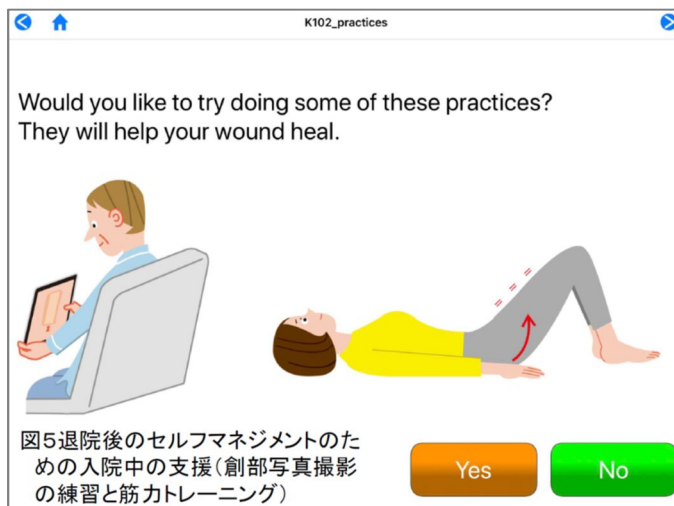 K102_practices
Would you like to try doing some of these practices?
They will help your wound heal.
図5退院後のセルフマネジメントのた
めの入院中の支援(創部写真撮影
の練習と筋力トレーニング)
Yes
No